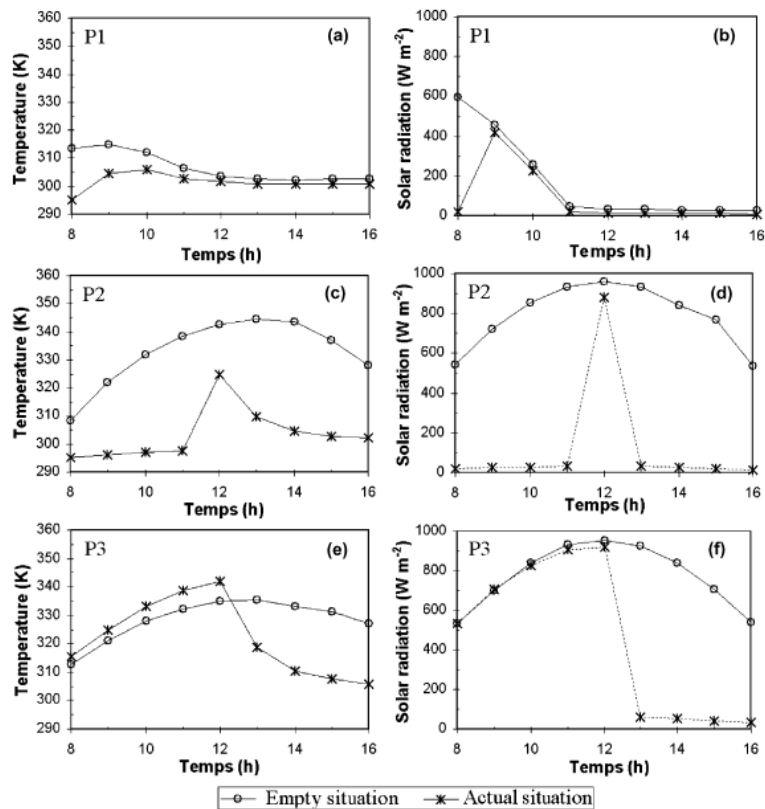 P1
(a)
Temperature (K)
360
350
340
330
320
310
300
290
8
10
12
14
16
Temps (h)
P1
(b)
Solar radiation (W m-2)
1000
800
600
400
200
0
8
10
12
14
16
Temps (h)
P2
(c)
Temperature (K)
360
350
340
330
320
310
300
290
8
10
12
14
16
Temps (h)
P2
(d)
Solar radiation (W m-2)
1000
800
600
400
200
0
8
10
12
14
16
Temps (h)
P3
(e)
Temperature (K)
360
350
340
330
320
310
300
290
8
10
12
14
16
Temps (h)
P3
(f)
Solar radiation (W m-2)
1000
800
600
400
200
0
8
10
12
14
16
Temps (h)
Empty situation
Actual situation